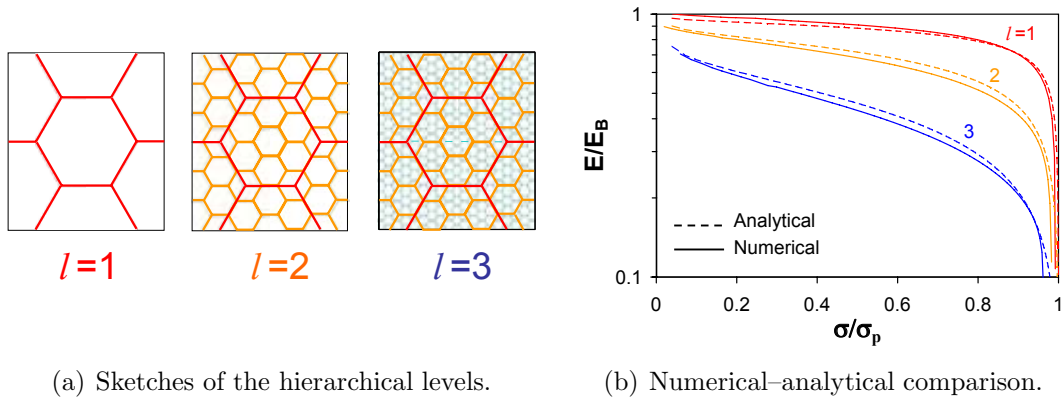 l=1
l=2
l=3
(a) Sketches of the hierarchical levels.
E/E_B
1
0.1
0
0.2
0.4
0.6
0.8
1
σ/σ_p
l=1
2
3
Analytical
Numerical
(b) Numerical–analytical comparison.